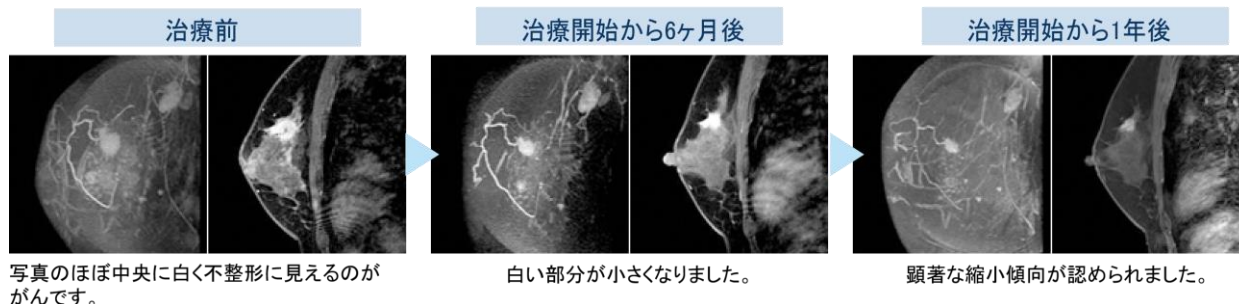 治療前
治療開始から6ヶ月後
治療開始から1年後
写真のほぼ中央に白く不整形に見えるのが
がんです。
白い部分が小さくなりました。
顕著な縮小傾向が認められました。